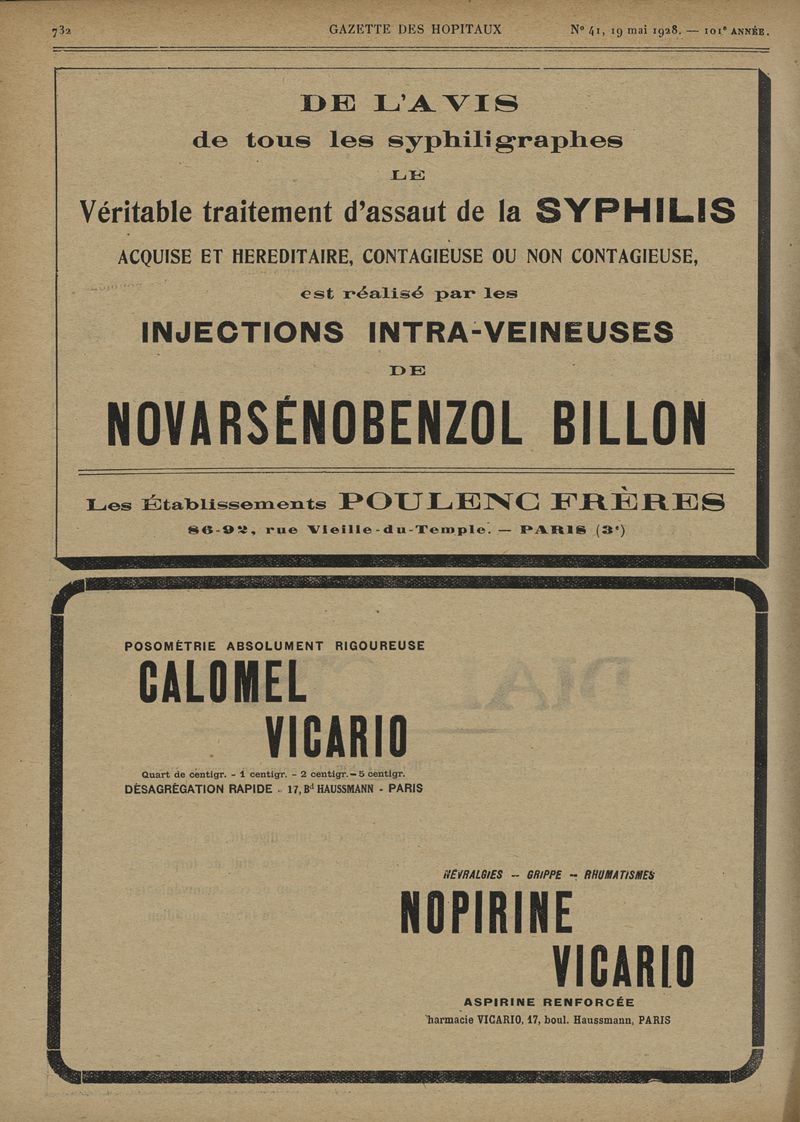 732
GAZETTE DES HOPITAUX
N° 41, 19 mai 1928. — 101e ANNÉE.
DE L'AVIS
de tous les syphiligraphes
LE
Véritable traitement d'assaut de la SYPHILIS
ACQUISE ET HEREDITAIRE, CONTAGIEUSE OU NON CONTAGIEUSE,
est réalisé par les
INJECTIONS INTRA-VEINEUSES
DE
NOVARSÉNOBENZOL BILLON
Les Établissements POULENC FRÈRES
86-92, rue Vieille-du-Temple. — PARIS (3e)
POSOMÉTRIE ABSOLUMENT RIGOUREUSE
CALOMEL
VICARIO
Quart de centigr. - 1 centigr. - 2 centigr. - 5 centigr.
DÉSAGRÉGATION RAPIDE - 17, Bd HAUSSMANN - PARIS
NÉVRALGIES - GRIPPE - RHUMATISMES
NOPIRINE
VICARIO
ASPIRINE RENFORCÉE
harmacie VICARIO, 17, boul. Haussmann, PARIS